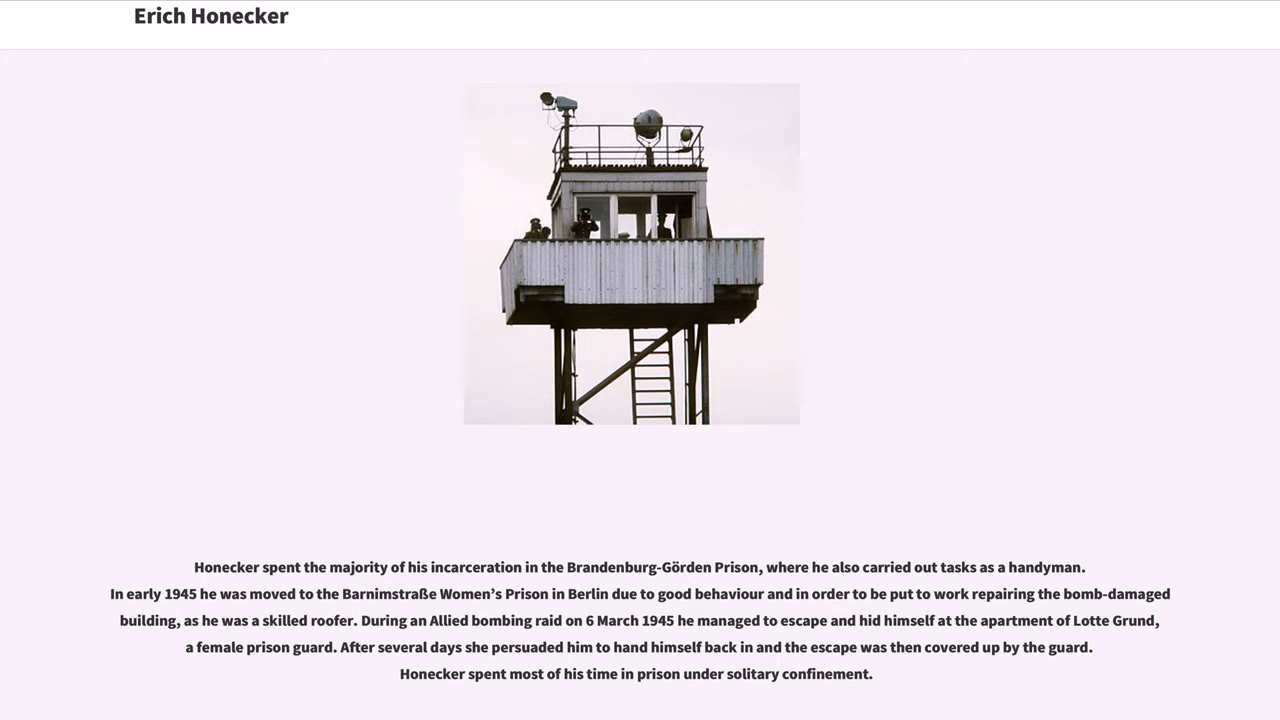 Erich Honecker
Honecker spent the majority of his incarceration in the Brandenburg-Görden Prison, where he also carried out tasks as a handyman.
In early 1945 he was moved to the Barnimstraße Women’s Prison in Berlin due to good behaviour and in order to be put to work repairing the bomb-damaged
building, as he was a skilled roofer. During an Allied bombing raid on 6 March 1945 he managed to escape and hid himself at the apartment of Lotte Grund,
a female prison guard. After several days she persuaded him to hand himself back in and the escape was then covered up by the guard.
Honecker spent most of his time in prison under solitary confinement.